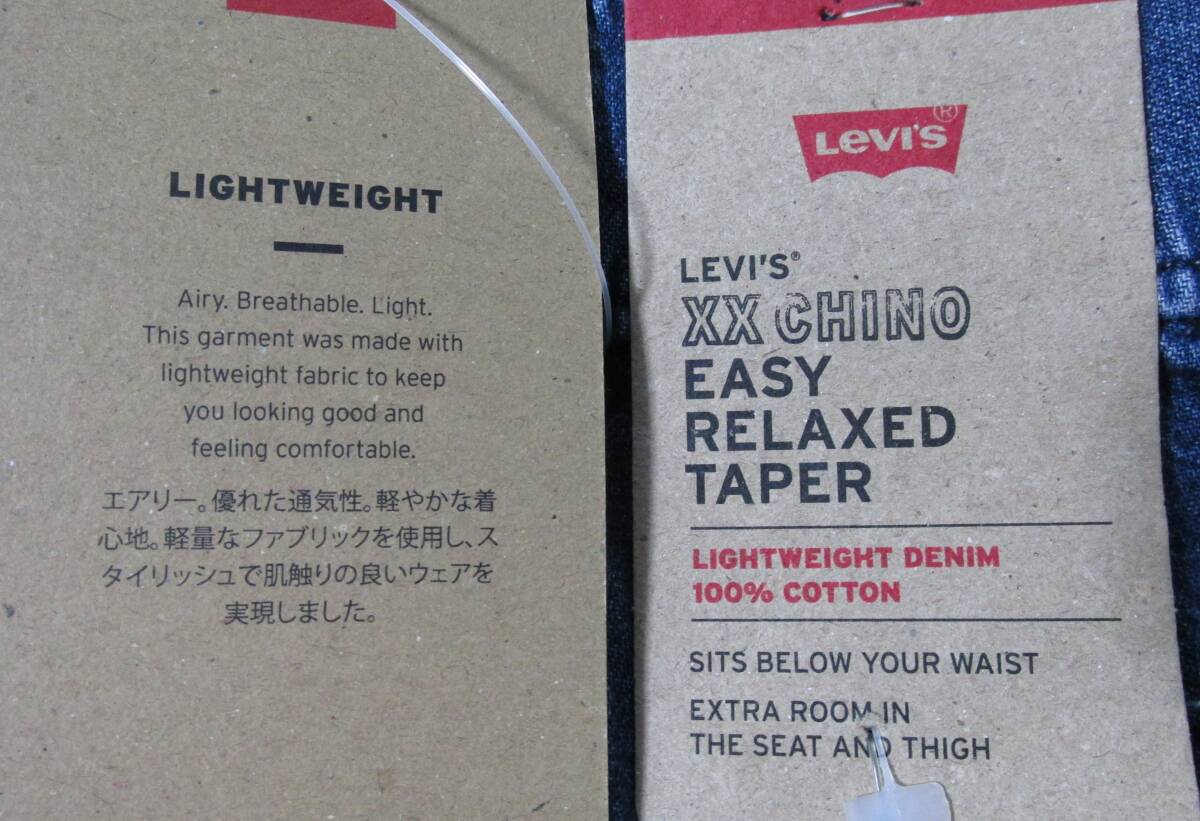 LIGHTWEIGHT
Airy. Breathable. Light.
This garment was made with
lightweight fabric to keep
you looking good and
feeling comfortable.
エアリー。優れた通気性。軽やかな着
心地。軽量なファブリックを使用し、ス
タイリッシュで肌触りの良いウェアを
実現しました。
LEVI'S®
LEVI'S®
XX CHINO
EASY
RELAXED
TAPER
LIGHTWEIGHT DENIM
100% COTTON
SITS BELOW YOUR WAIST
EXTRA ROOM IN
THE SEAT AND THIGH